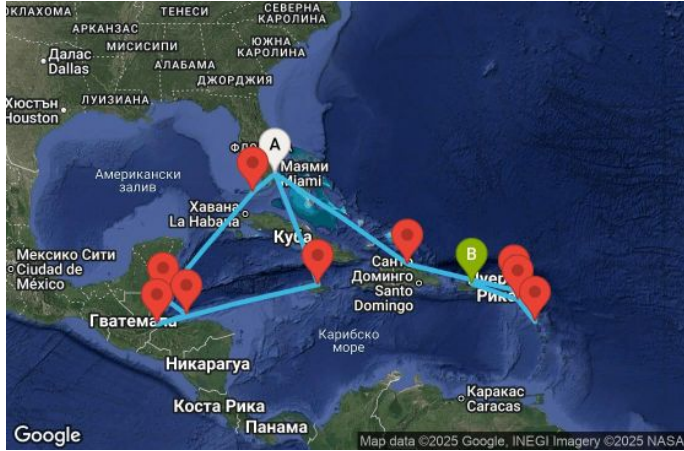 ОКЛАХОМА
ТЕНЕСИ
СЕВЕРНА
КАРОЛИНА
АРКАНЗАС
МИСИСИПИ
Далас
Dallas
АЛАБАМА
ЮЖНА
КАРОЛИНА
ДЖОРДЖИЯ
Хюстън
Houston
ЛУИЗИАНА
A
Американски
залив
Маями
Miami
Хавана
La Habana
Куба
Мексико Сити
Ciudad de
México
Санто
Доминго
Santo
Domingo
B
Гватемала
Карибско
море
Никарагуа
Коста Рика
Каракас
Caracas
Панама
Google
Map data ©2025 Google, INEGI Imagery ©2025 NASA